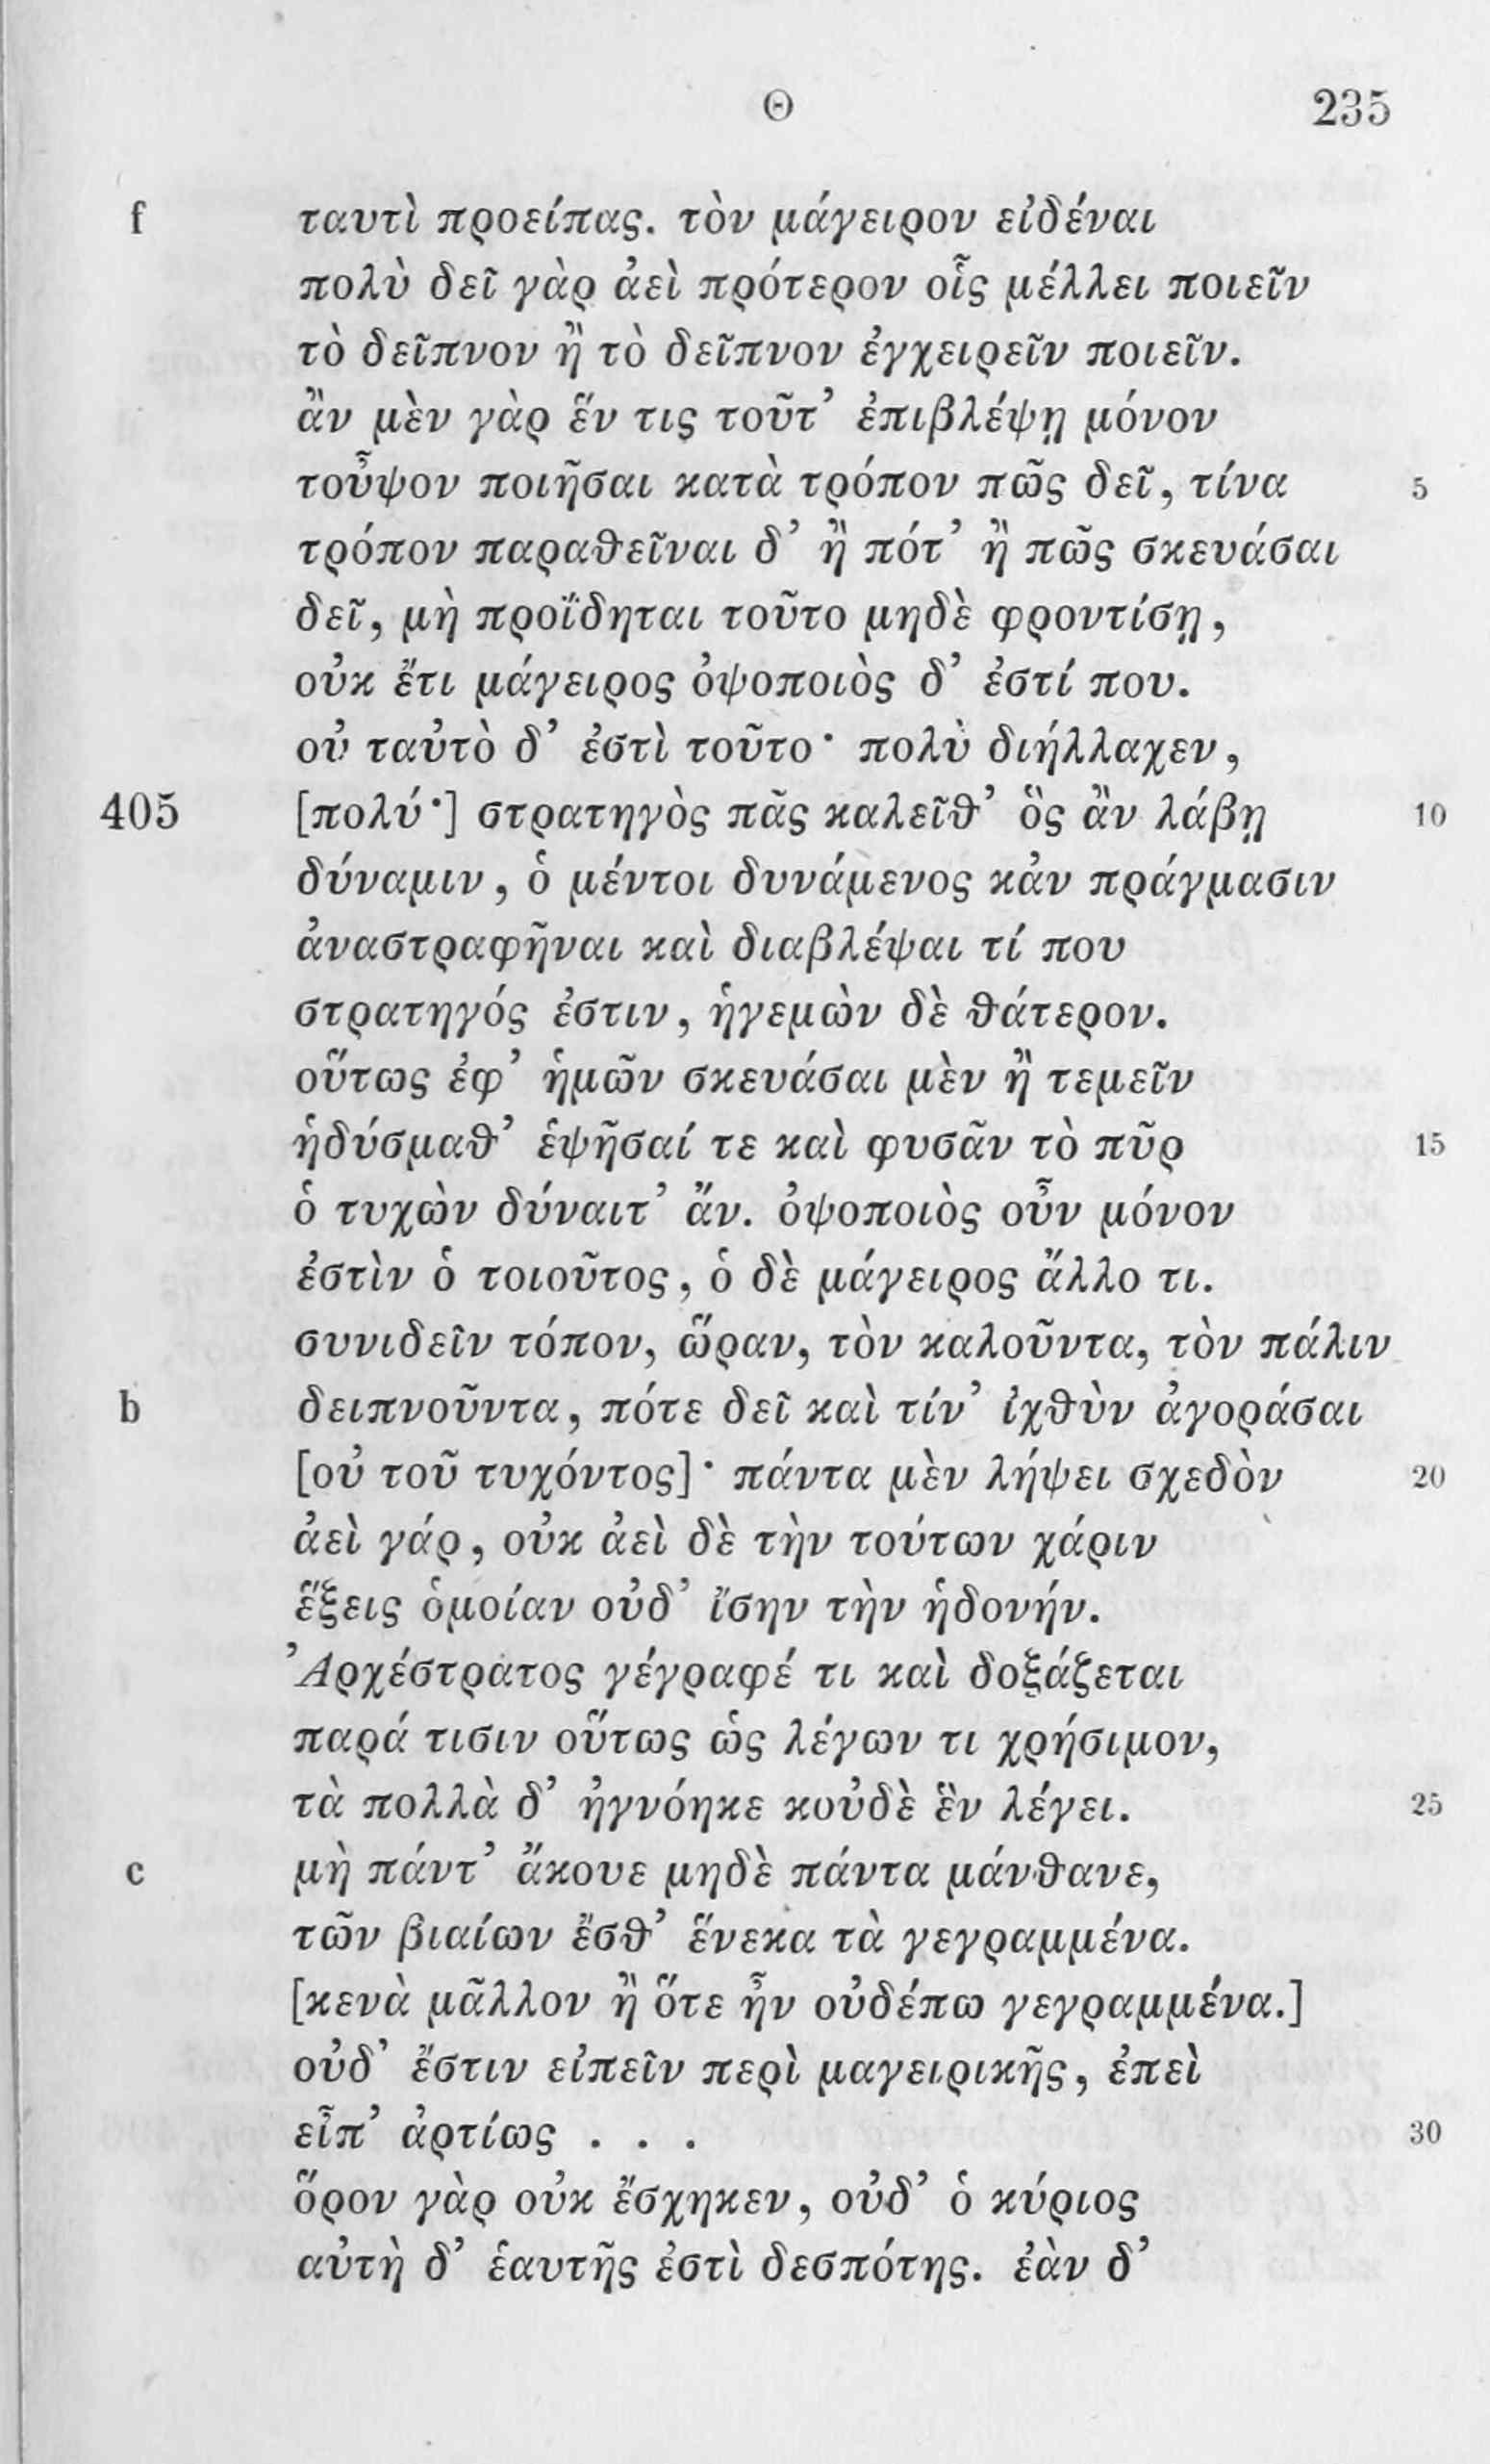 Θ 235
f ταυτὶ προείπας. τὸν μάγειρον εἰδέναι
πολὺ δεῖ γὰρ ἀεὶ πρότερον οἷς μέλλει ποιεῖν
τὸ δεῖπνον ἢ τὸ δεῖπνον ἐγχειρεῖν ποιεῖν.
ἂν μὲν γὰρ ἕν τις τοῦτ’ ἐπιβλέψῃ μόνον
τοὖψον ποιῆσαι κατὰ τρόπον πῶς δεῖ, τίνα 5
τρόπον παραθεῖναι δ’ ἢ πότ’ ἢ πῶς σκευάσαι
δεῖ, μὴ προΐδηται τοῦτο μηδὲ φροντίσῃ,
οὐκ ἔτι μάγειρος ὀψοποιὸς δ’ ἐστί που.
οὐ ταὐτὸ δ’ ἐστὶ τοῦτο· πολὺ διήλλαχεν,
405 [πολύ·] στρατηγὸς πᾶς καλεῖθ’ ὃς ἂν λάβῃ 10
δύναμιν, ὁ μέντοι δυνάμενος κἀν πράγμασιν
ἀναστραφῆναι καὶ διαβλέψαι τί που
στρατηγός ἐστιν, ἡγεμὼν δὲ θάτερον.
οὕτως ἐφ’ ἡμῶν σκευάσαι μὲν ἢ τεμεῖν
ἡδύσμαθ’ ἑψῆσαί τε καὶ φυσᾶν τὸ πῦρ 15
ὁ τυχὼν δύναιτ’ ἄν. ὀψοποιὸς οὖν μόνον
ἐστὶν ὁ τοιοῦτος, ὁ δὲ μάγειρος ἄλλο τι.
συνιδεῖν τόπον, ὥραν, τὸν καλοῦντα, τὸν πάλιν
b δειπνοῦντα, πότε δεῖ καὶ τίν’ ἰχθὺν ἀγοράσαι
[οὐ τοῦ τυχόντος]· πάντα μὲν λήψει σχεδὸν 20
ἀεὶ γάρ, οὐκ ἀεὶ δὲ τὴν τούτων χάριν
ἕξεις ὁμοίαν οὐδ’ ἴσην τὴν ἡδονήν.
Ἀρχέστρατος γέγραφέ τι καὶ δοξάζεται
παρά τισιν οὕτως ὡς λέγων τι χρήσιμον,
τὰ πολλὰ δ’ ἠγνόηκε κοὐδὲ ἓν λέγει. 25
c μὴ πάντ’ ἄκουε μηδὲ πάντα μάνθανε,
τῶν βιαίων ἔσθ’ ἕνεκα τὰ γεγραμμένα.
[κενὰ μᾶλλον ἢ ὅτε ἦν οὐδέπω γεγραμμένα.]
οὐδ’ ἔστιν εἰπεῖν περὶ μαγειρικῆς, ἐπεὶ
εἶπ’ ἀρτίως . . . 30
ὅρον γὰρ οὐκ ἔσχηκεν, οὐδ’ ὁ κύριος
αὐτὴ δ’ ἑαυτῆς ἐστὶ δεσπότης. ἐὰν δ’